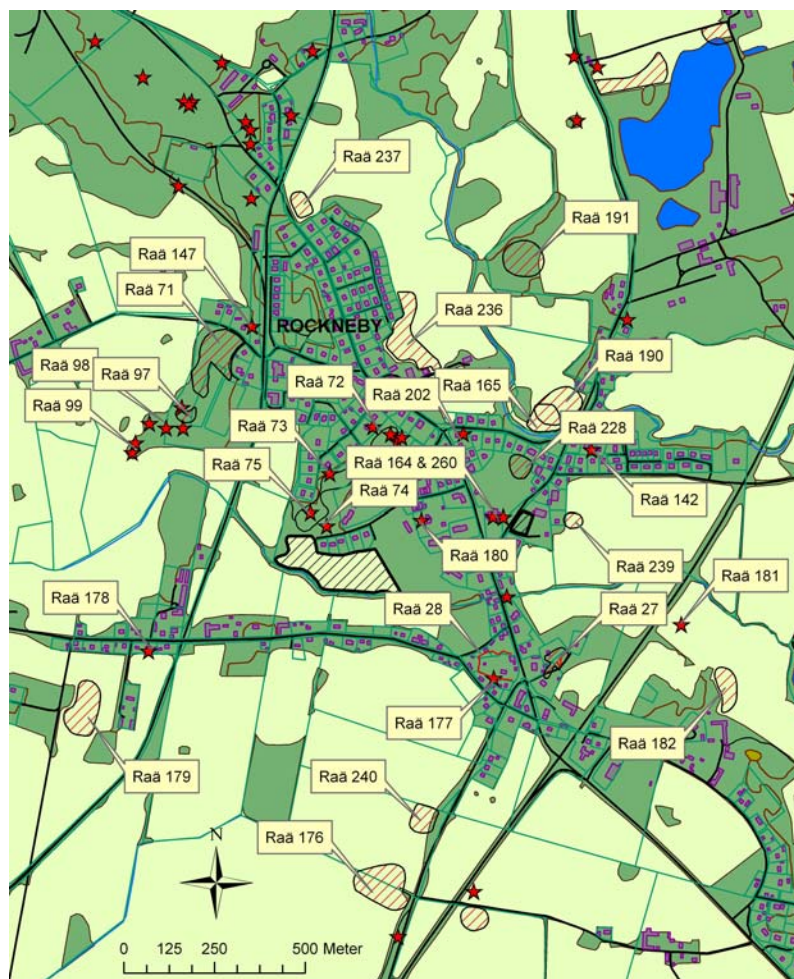 Raä 237
Raä 191
Raä 147
Raä 71
ROCKNEBY
Raä 236
Raä 190
Raä 98
Raä 97
Raä 72
Raä 202
Raä 165
Raä 99
Raä 73
Raä 228
Raä 75
Raä 164 & 260
Raä 74
Raä 142
Raä 180
Raä 239
Raä 178
Raä 28
Raä 27
Raä 181
Raä 177
Raä 182
Raä 179
Raä 240
Raä 176
N
0 125 250 500 Meter